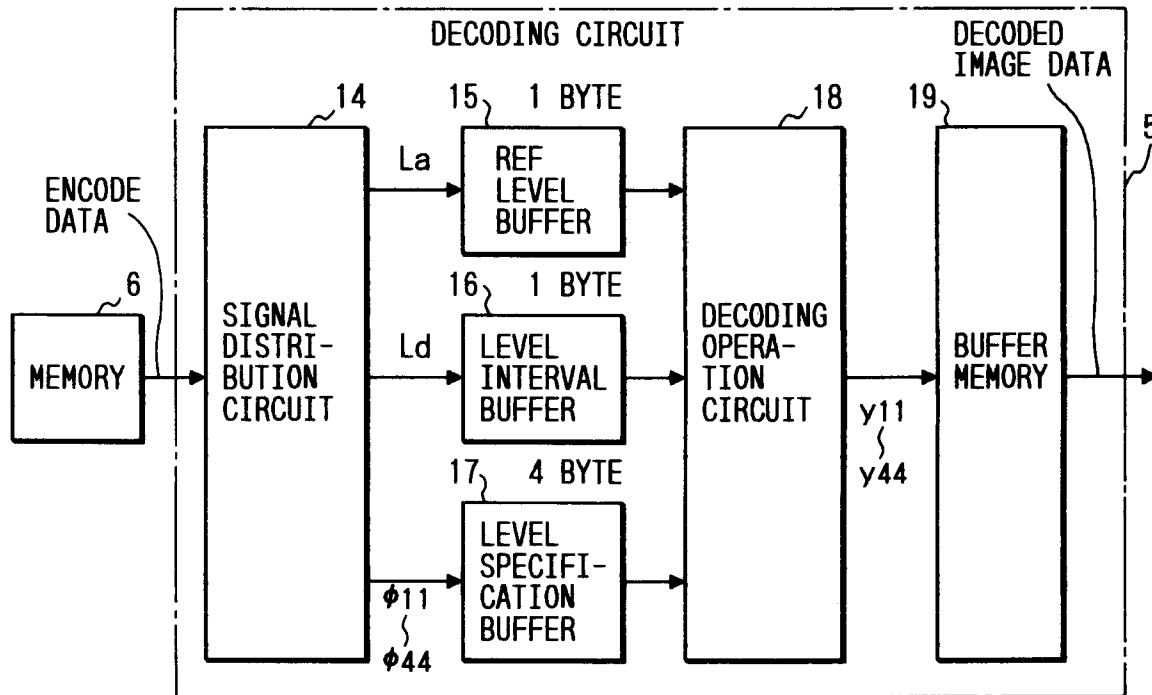 DECODING CIRCUIT
DECODED
IMAGE DATA
14
15
1 BYTE
18
19
5
La
REF
LEVEL
BUFFER
ENCODE
DATA
6
MEMORY
SIGNAL
DISTRI-
BUTION
CIRCUIT
16
1 BYTE
Ld
LEVEL
INTERVAL
BUFFER
DECODING
OPERA-
TION
CIRCUIT
BUFFER
MEMORY
y11
~
y44
17
4 BYTE
LEVEL
SPECIFI-
CATION
BUFFER
ϕ11
~
ϕ44